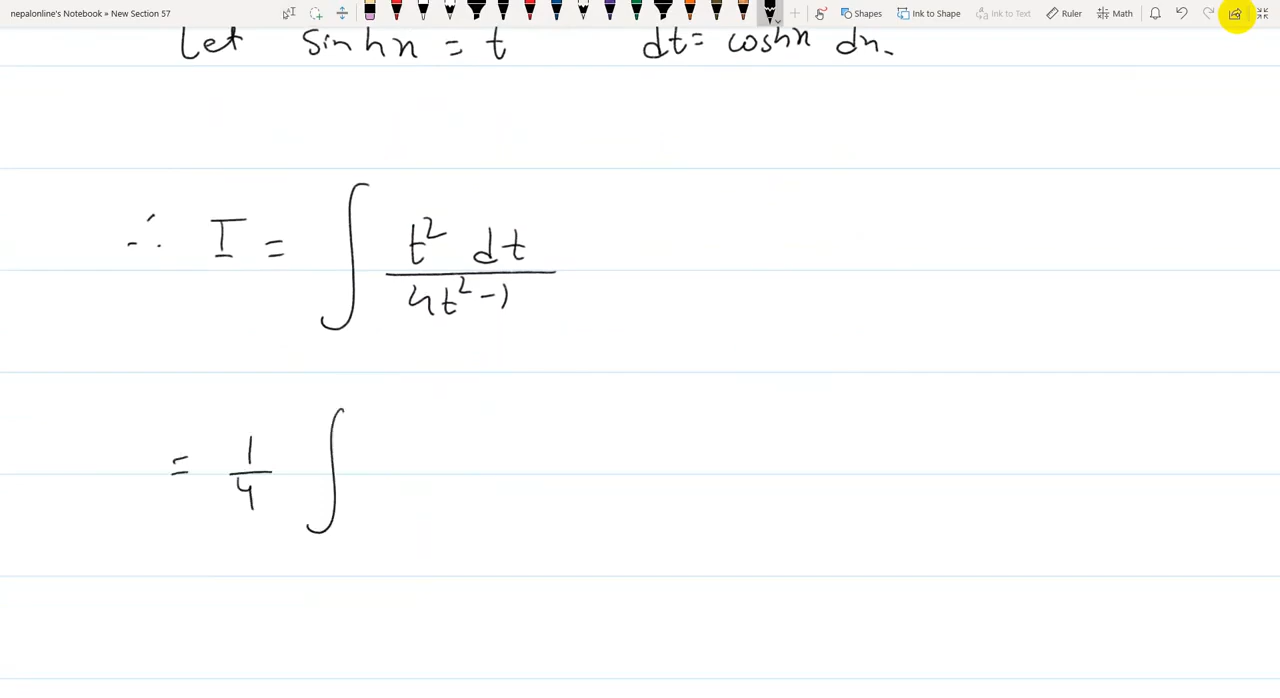 nepalonline's Notebook » New Section 57
Shapes Ink to Shape Ink to Text Ruler Math
Let sinhx = t dt = coshx dx.
∴ I = ∫ t² dt / 4t² - 1
= 1/4 ∫